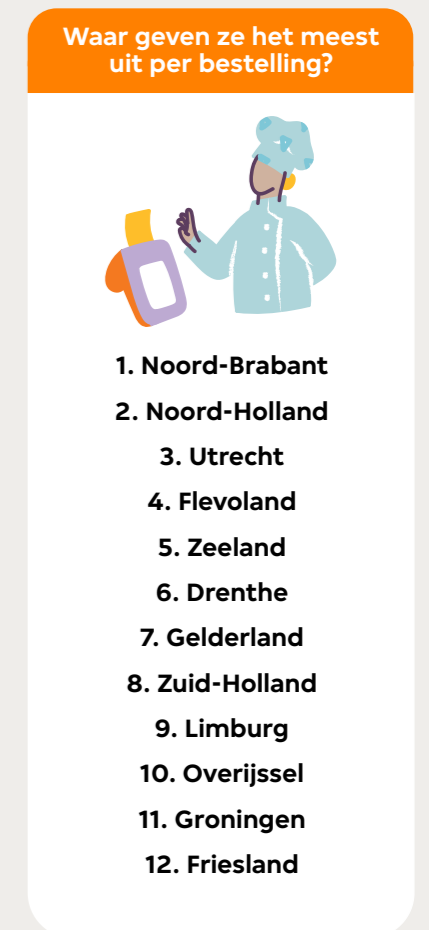 Waar geven ze het meest
uit per bestelling?
1. Noord-Brabant
2. Noord-Holland
3. Utrecht
4. Flevoland
5. Zeeland
6. Drenthe
7. Gelderland
8. Zuid-Holland
9. Limburg
10. Overijssel
11. Groningen
12. Friesland